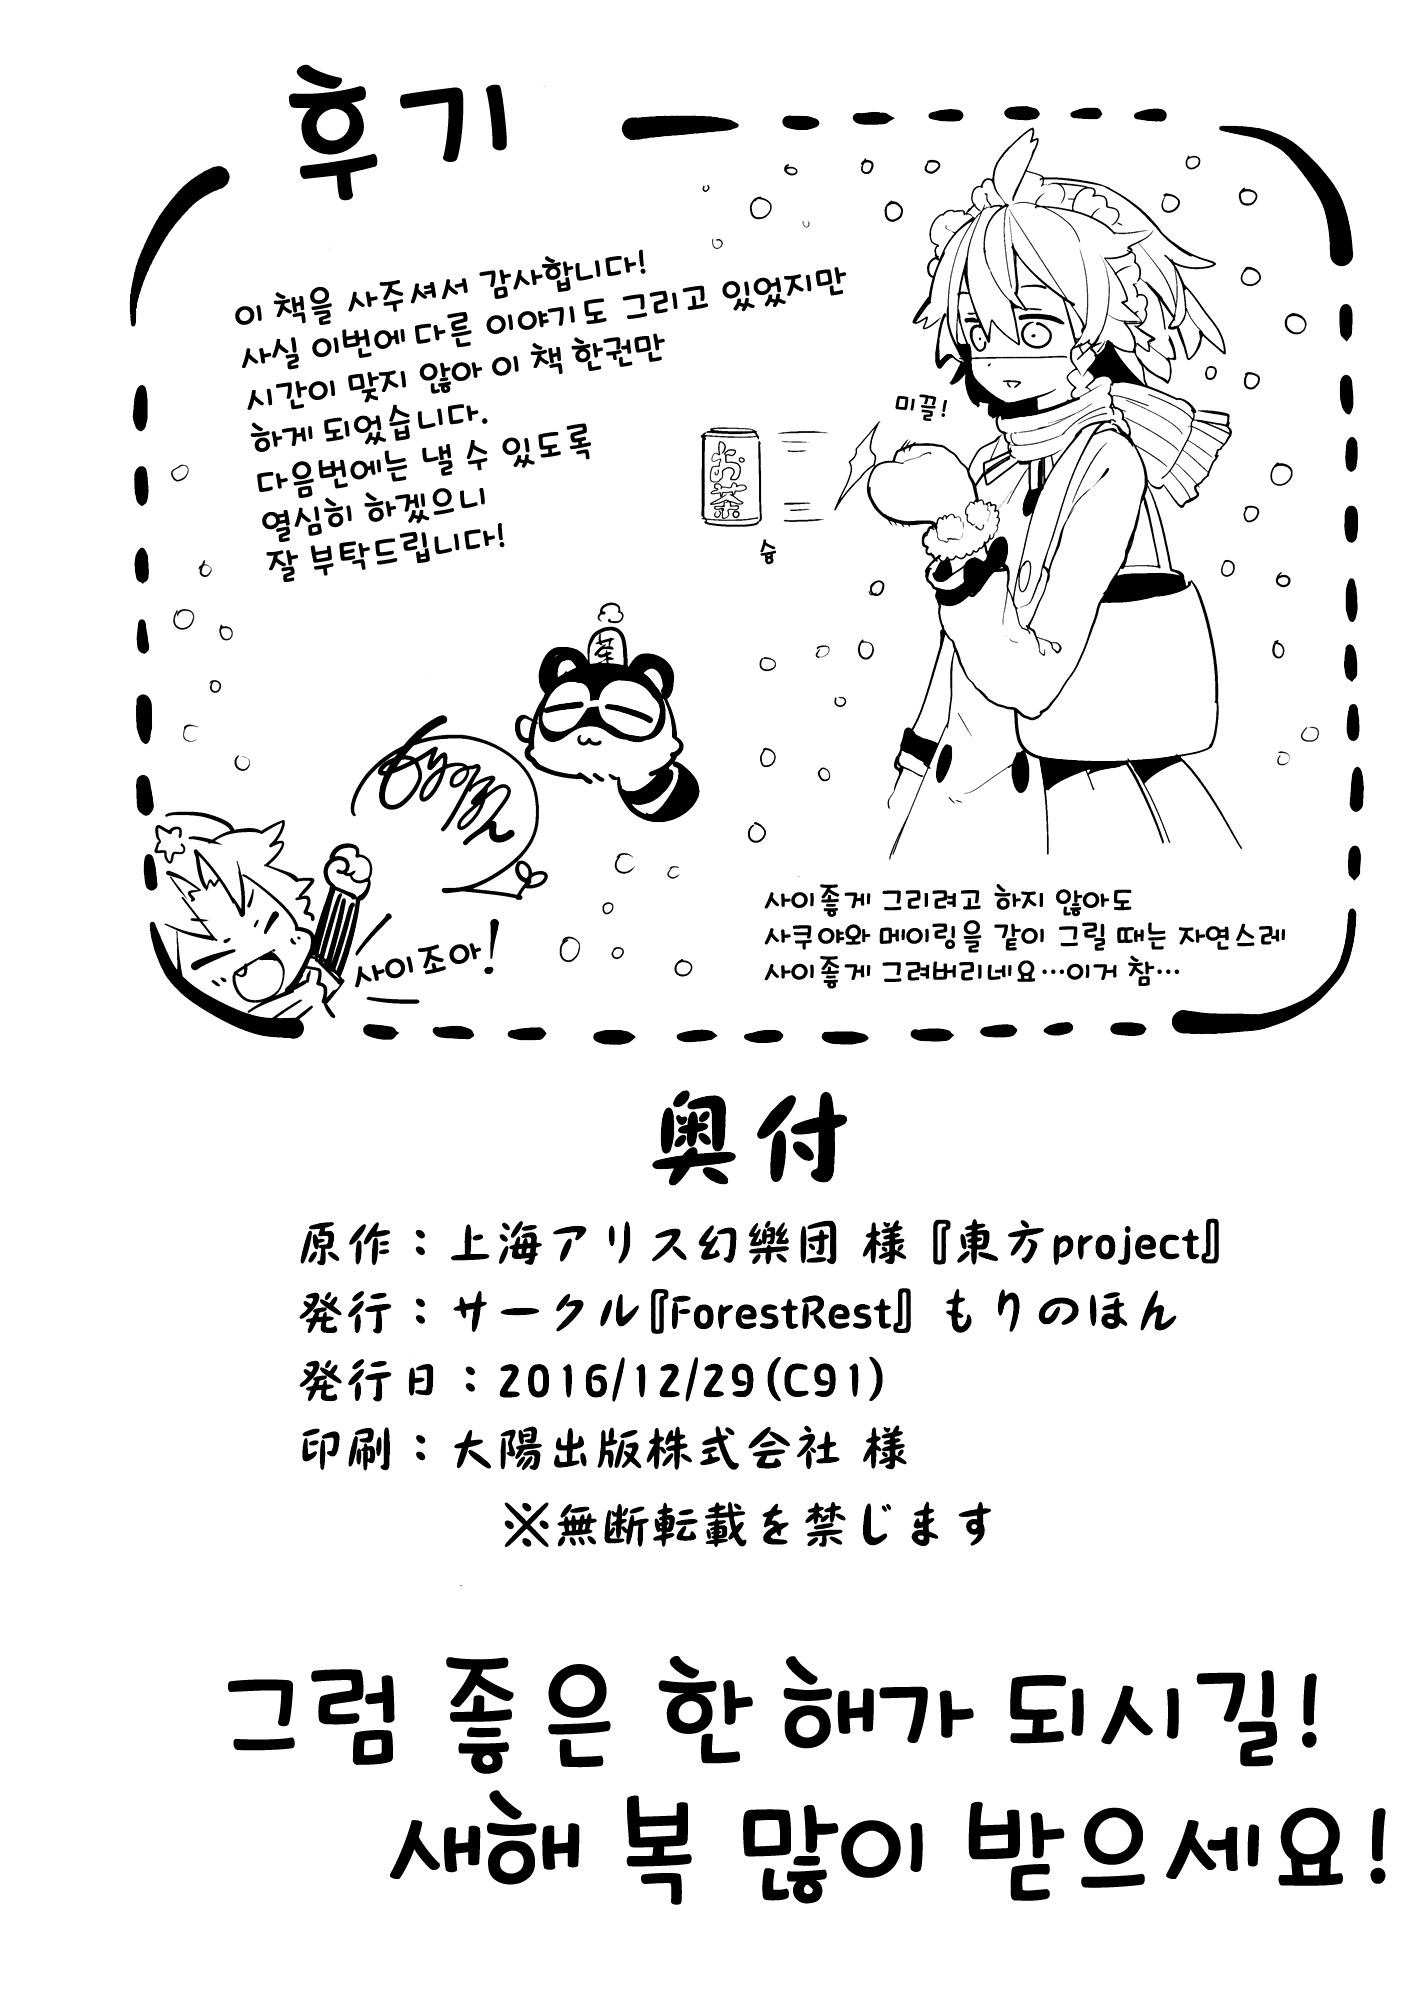 후기
이 책을 사주셔서 감사합니다!
사실 이번에 다른 이야기도 그리고 있었지만
시간이 맞지 않아 이 책 한권만
하게 되었습니다.
다음번에는 낼 수 있도록
열심히 하겠으니
잘 부탁드립니다!
미끌!
お茶
슝
茶
사이조아!
사이좋게 그리려고 하지 않아도
사쿠야와 메이링을 같이 그릴 때는 자연스레
사이좋게 그려버리네요…이거 참…
奥付
原作：上海アリス幻樂団 様『東方project』
発行：サークル『ForestRest』もりのほん
発行日：2016/12/29(C91)
印刷：大陽出版株式会社 様
※無断転載を禁じます
그럼 좋은 한 해가 되시길!
새해 복 많이 받으세요!